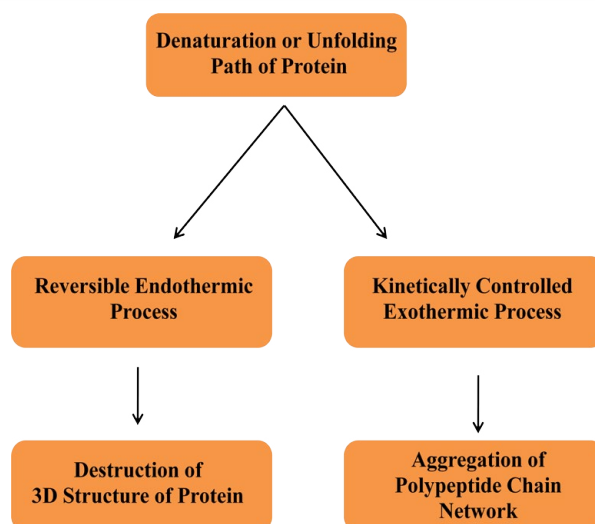 Denaturation or Unfolding
Path of Protein
Reversible Endothermic
Process
Kinetically Controlled
Exothermic Process
Destruction of
3D Structure of Protein
Aggregation of
Polypeptide Chain
Network